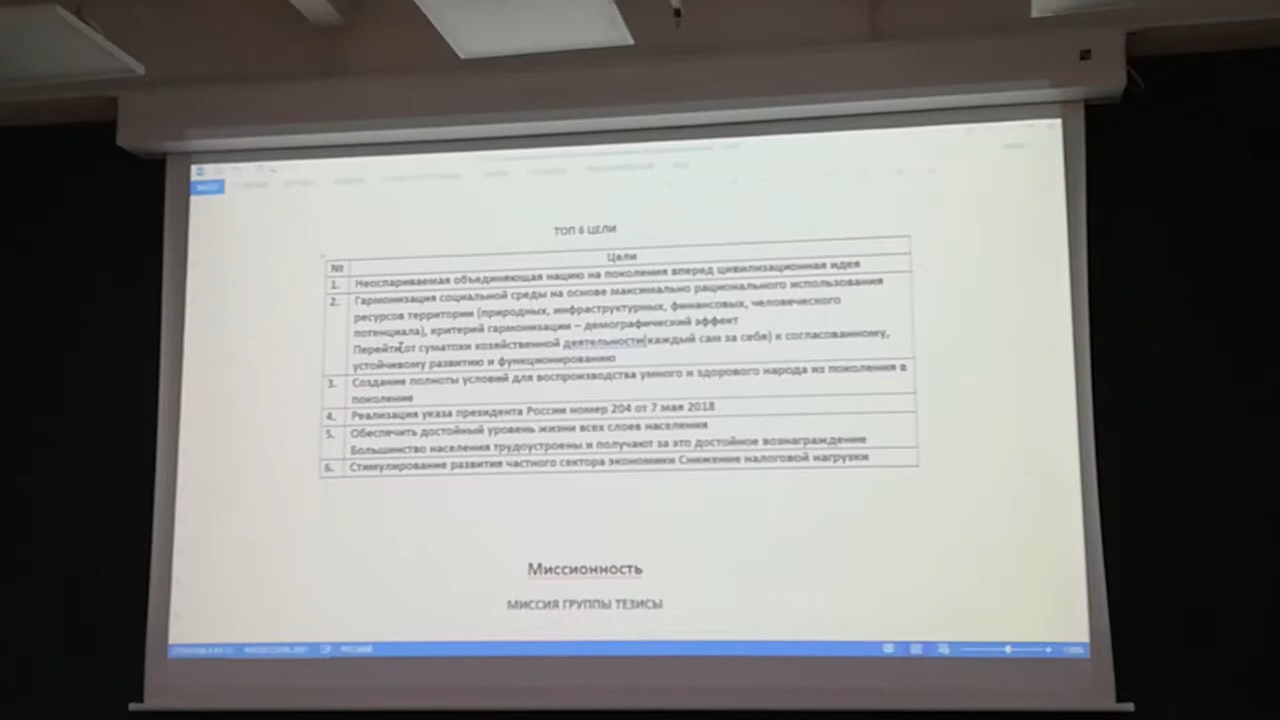 ФАЙЛ
ТОП 6 ЦЕЛИ
№ Цели
1. Неоспариваемая объединяющая нацию на поколения вперед цивилизационная идея
2. Гармонизация социальной среды на основе максимально рационального использования
ресурсов территории (природных, инфраструктурных, финансовых, человеческого
потенциала), критерий гармонизации – демографический эффект
Перейти от суматохи хозяйственной деятельности(каждый сам за себя) к согласованному,
устойчивому развитию и функционированию
3. Создание полноты условий для воспроизводства умного и здорового народа из поколения в
поколение
4. Реализация указа президента России номер 204 от 7 мая 2018
5. Обеспечить достойный уровень жизни всех слоев населения
Большинство населения трудоустроены и получают за это достойное вознаграждение
6. Стимулирование развития частного сектора экономики Снижение налоговой нагрузки
Миссионность
МИССИЯ ГРУППЫ ТЕЗИСЫ
РУССКИЙ